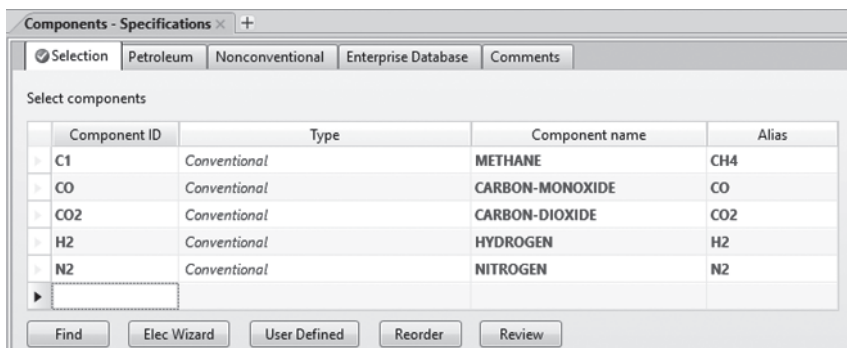 Components - Specifications × +
Selection Petroleum Nonconventional Enterprise Database Comments
Select components
Component ID Type Component name Alias
C1 Conventional METHANE CH4
CO Conventional CARBON-MONOXIDE CO
CO2 Conventional CARBON-DIOXIDE CO2
H2 Conventional HYDROGEN H2
N2 Conventional NITROGEN N2
Find Elec Wizard User Defined Reorder Review